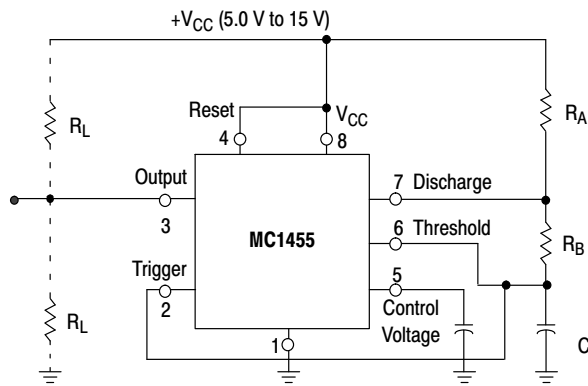 +VCC (5.0 V to 15 V)
Reset
VCC
RL
4
8
RA
Output
7 Discharge
3
6 Threshold
MC1455
RB
Trigger
5
Control
Voltage
2
RL
1
C